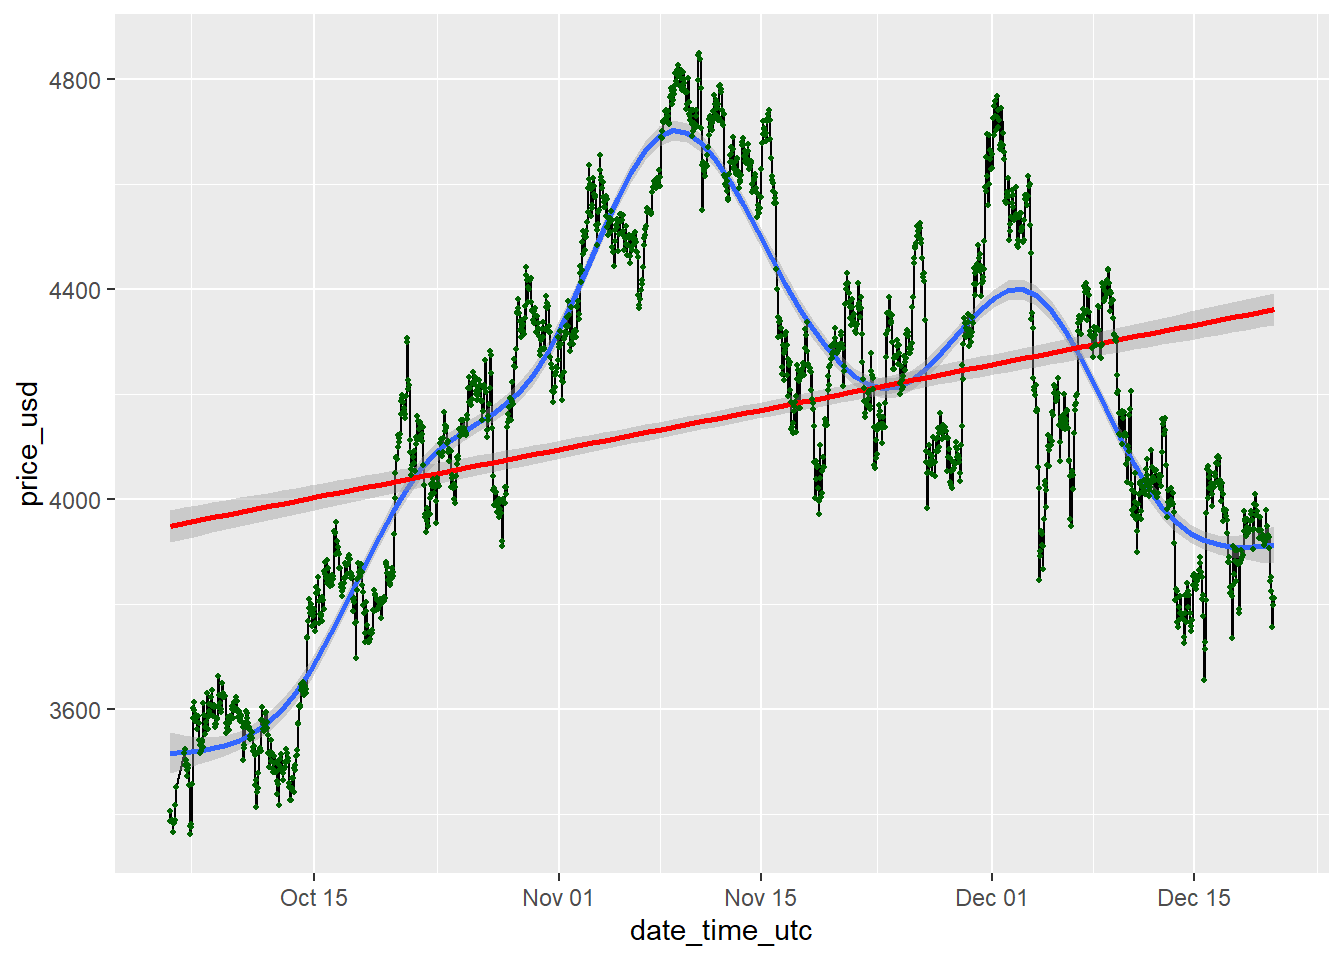 price_usd
4800
4400
4000
3600
Oct 15
Nov 01
Nov 15
Dec 01
Dec 15
date_time_utc